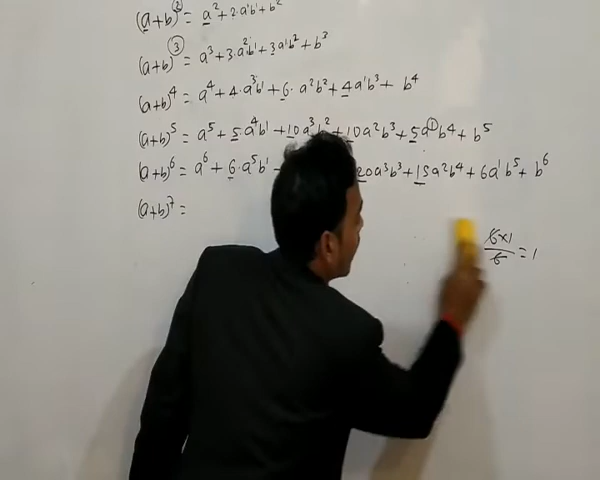 (a+b)² = a² + 2·a¹b¹ + b²
(a+b)³ = a³ + 3·a²b¹ + 3a¹b² + b³
(a+b)⁴ = a⁴ + 4·a³b¹ + 6·a²b² + 4a¹b³ + b⁴
(a+b)⁵ = a⁵ + 5a⁴b¹ + 10a³b² + 10a²b³ + 5a¹b⁴ + b⁵
(a+b)⁶ = a⁶ + 6·a⁵b¹ + 20a³b³ + 15a²b⁴ + 6a¹b⁵ + b⁶
(a+b)⁷ =
6×1/6 = 1